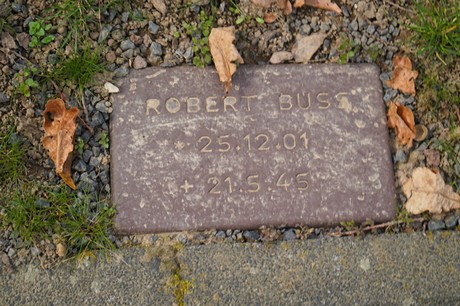 ROBERT BUSS
* 25.12.01
+ 21.5.45